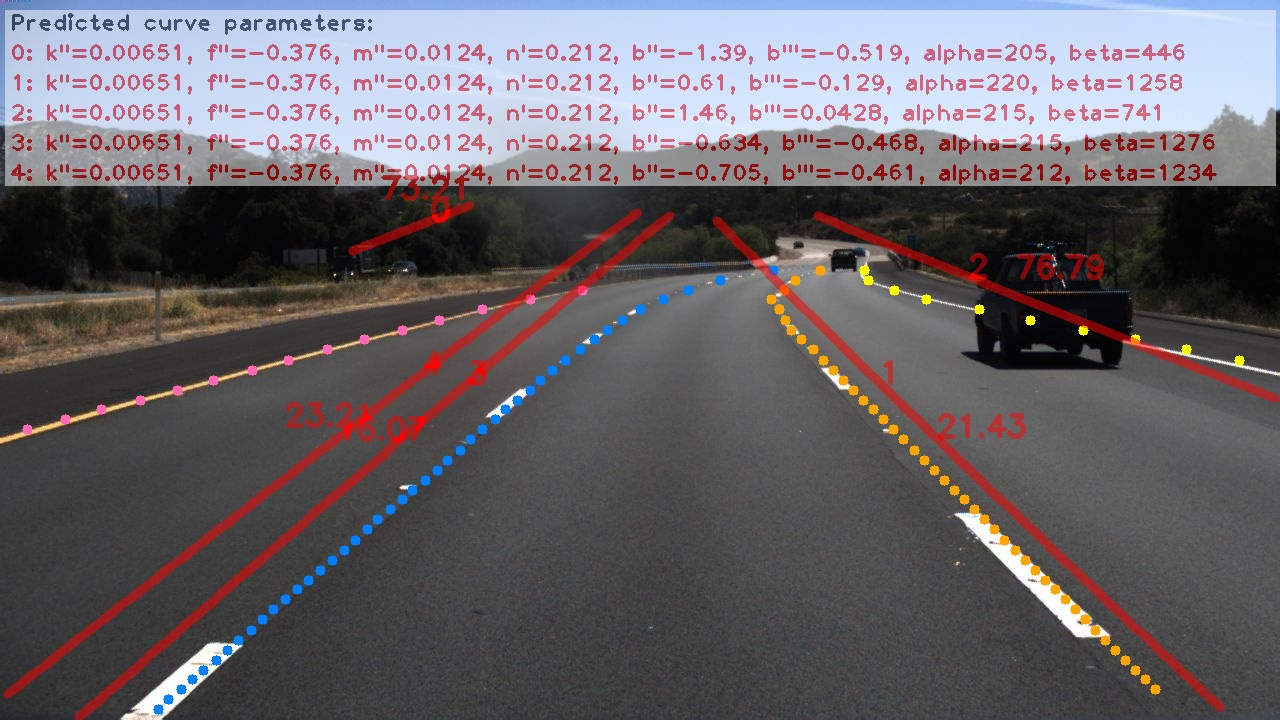 Predicted curve parameters:
0: k''=0.00651, f''=-0.376, m''=0.0124, n'=0.212, b''=-1.39, b'''=-0.519, alpha=205, beta=446
1: k''=0.00651, f''=-0.376, m''=0.0124, n'=0.212, b''=0.61, b'''=-0.129, alpha=220, beta=1258
2: k''=0.00651, f''=-0.376, m''=0.0124, n'=0.212, b''=1.46, b'''=0.0428, alpha=215, beta=741
3: k''=0.00651, f''=-0.376, m''=0.0124, n'=0.212, b''=-0.634, b'''=-0.468, alpha=215, beta=1276
4: k''=0.00651, f''=-0.376, m''=0.0124, n'=0.212, b''=-0.705, b'''=-0.461, alpha=212, beta=1234
73.21
0
2 76.79
4
3
1
23.21
76.07
21.43